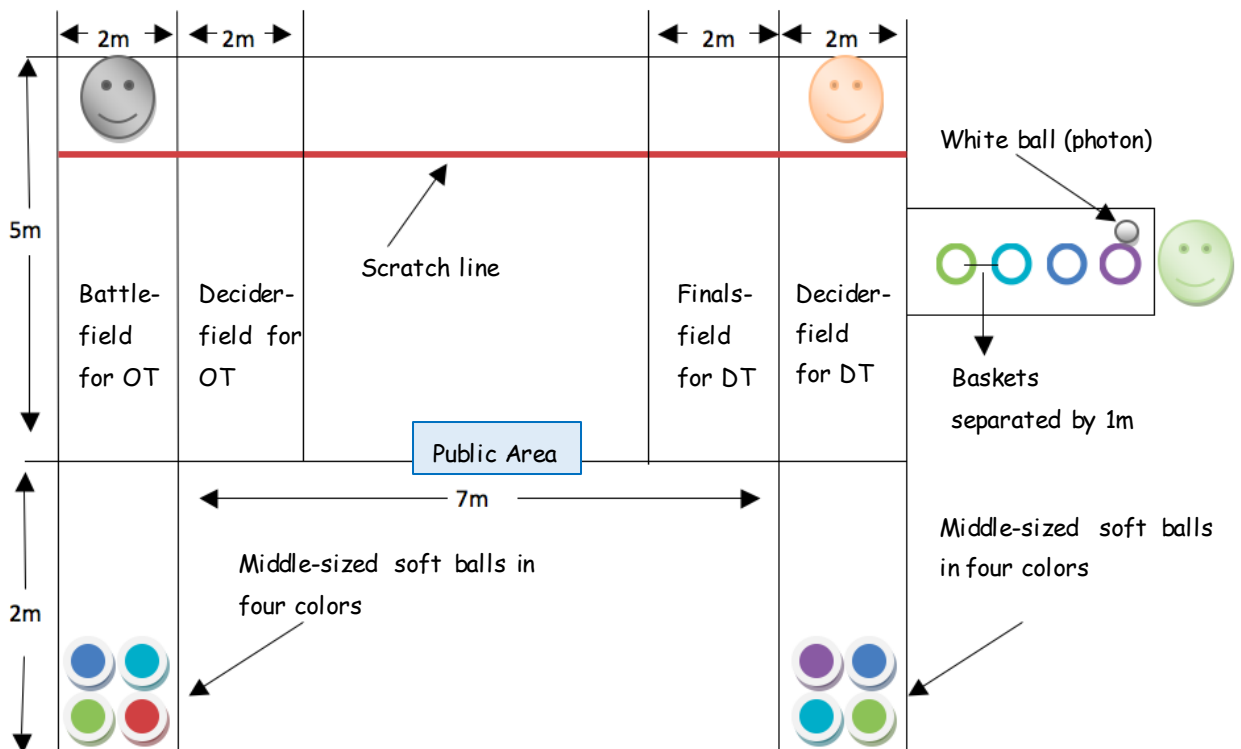 2m
2m
2m
2m
White ball (photon)
5m
Scratch line
Battle-
field
for OT
Decider-
field for
OT
Finals-
field
for DT
Decider-
field
for DT
Baskets
separated by 1m
Public Area
7m
Middle-sized soft balls in
four colors
Middle-sized soft balls
in four colors
2m